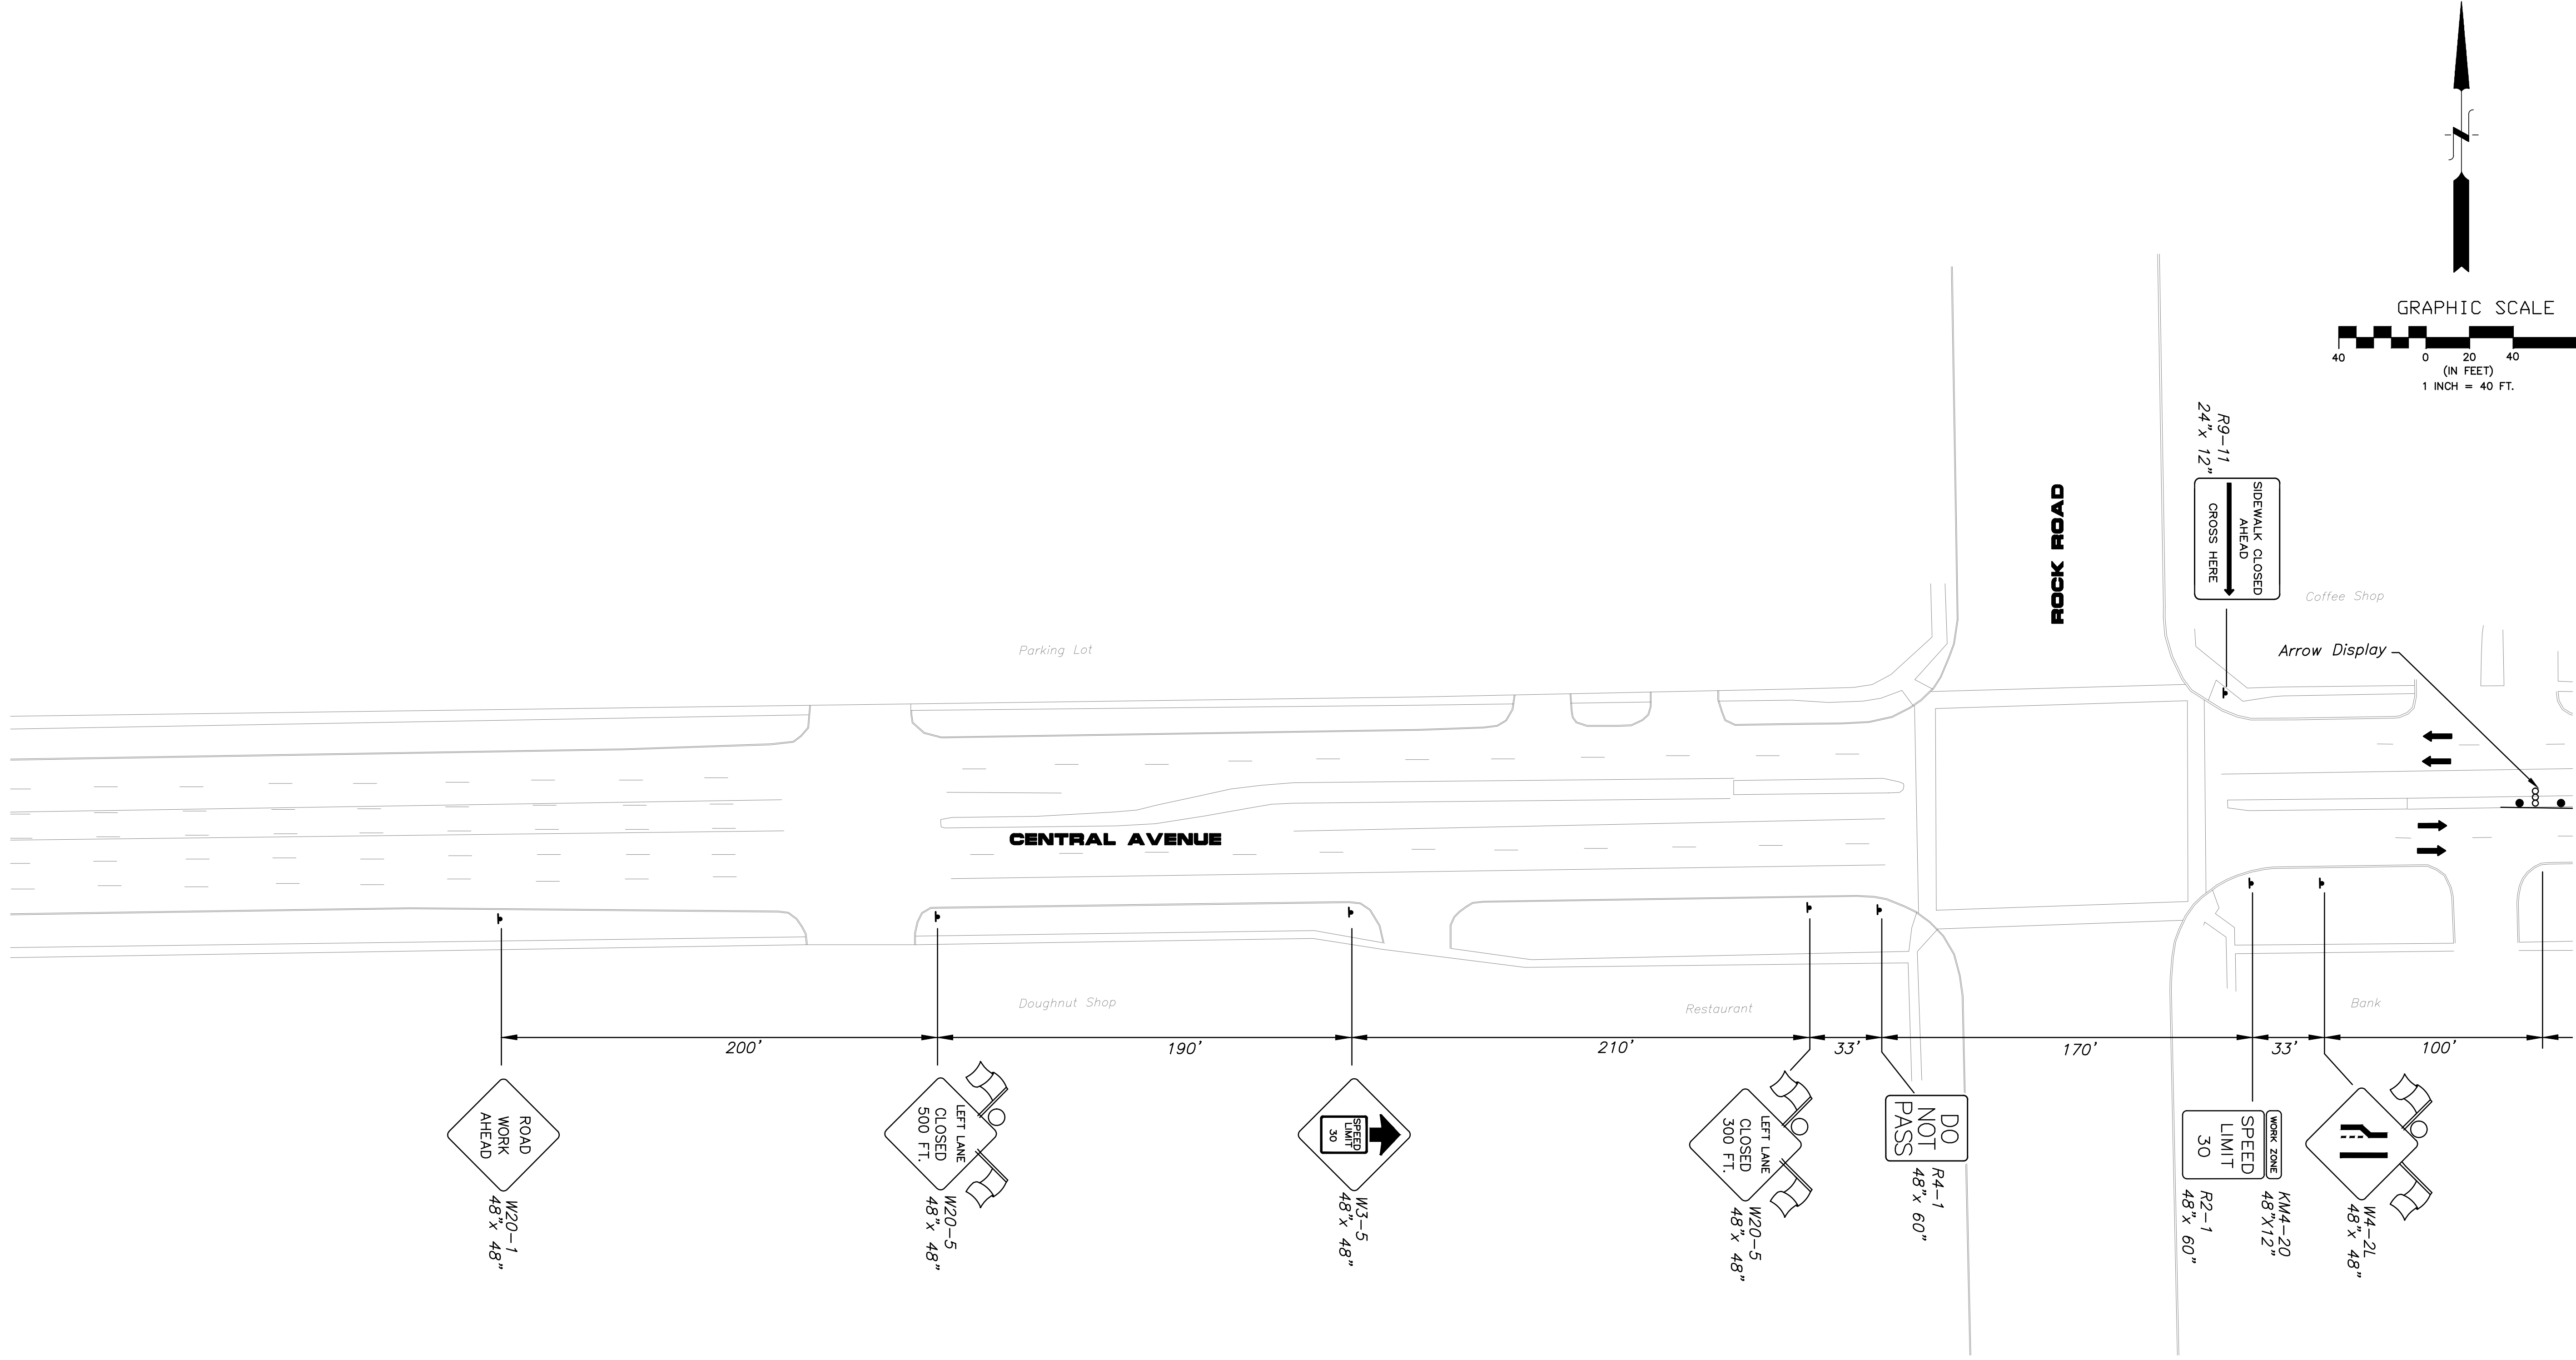 GRAPHIC SCALE
40 0 20 40
(IN FEET)
1 INCH = 40 FT.
R9-11
24"x 12"
SIDEWALK CLOSED
AHEAD
CROSS HERE
ROCK ROAD
Coffee Shop
Arrow Display
Parking Lot
CENTRAL AVENUE
Doughnut Shop
Restaurant
Bank
200'
190'
210'
33'
170'
33'
100'
ROAD
WORK
AHEAD
W20-1
48"x 48"
LEFT LANE
CLOSED
500 FT.
W20-5
48"x 48"
SPEED
LIMIT
30
W3-5
48"x 48"
LEFT LANE
CLOSED
300 FT.
W20-5
48"x 48"
DO
NOT
PASS
R4-1
48"x 60"
WORK ZONE
SPEED
LIMIT
30
KM4-20
48"X12"
R2-1
48"x 60"
W4-2L
48"x 48"